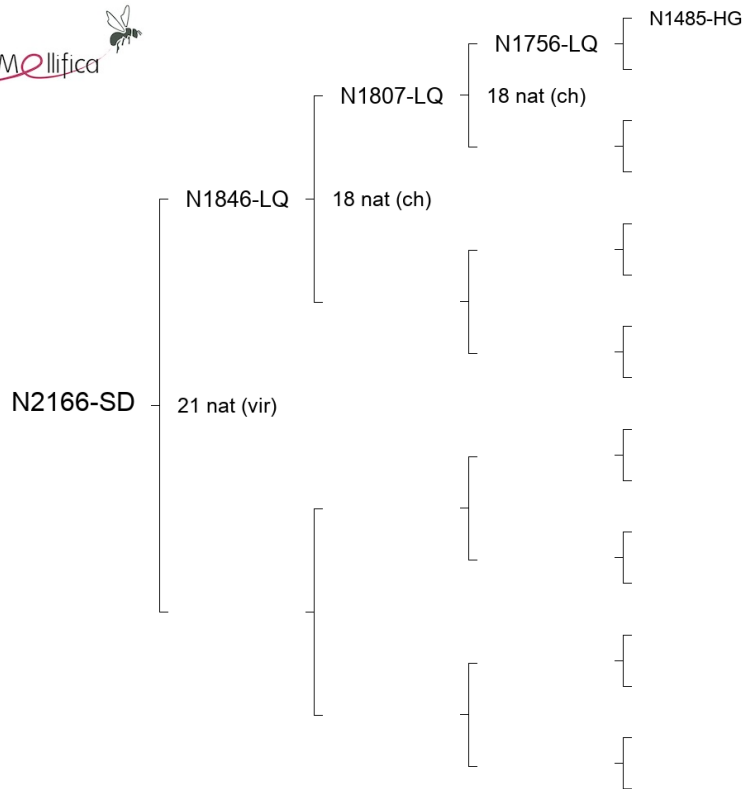 Mellifica
N1485-HG
N1756-LQ
N1807-LQ
18 nat (ch)
N1846-LQ
18 nat (ch)
N2166-SD
21 nat (vir)